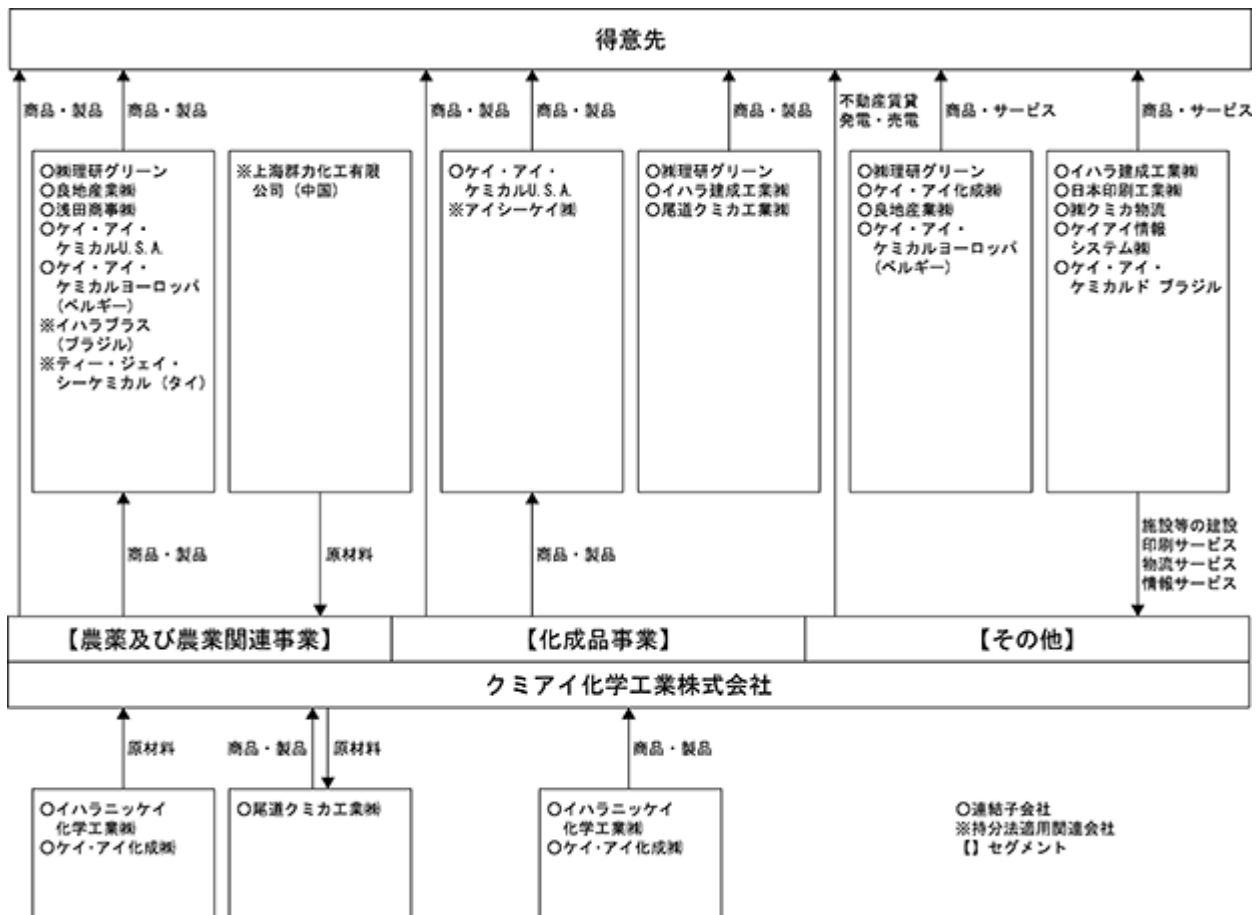 得意先
商品・製品
商品・製品
商品・製品
商品・製品
商品・製品
不動産賃貸
発電・売電
商品・サービス
商品・サービス
○㈱理研グリーン
○良地産業㈱
○浅田商事㈱
○ケイ・アイ・
ケミカルU.S.A.
○ケイ・アイ・
ケミカルヨーロッパ
(ベルギー)
※イハラブラス
(ブラジル)
※ティー・ジェイ・
シーケミカル (タイ)
※上海群力化工有限
公司 (中国)
○ケイ・アイ・
ケミカルU.S.A.
※アイシーケイ㈱
○㈱理研グリーン
○イハラ建成工業㈱
○尾道クミカ工業㈱
○㈱理研グリーン
○ケイ・アイ化成㈱
○良地産業㈱
○ケイ・アイ・
ケミカルヨーロッパ
(ベルギー)
○イハラ建成工業㈱
○日本印刷工業㈱
○㈱クミカ物流
○ケイアイ情報
システム㈱
○ケイ・アイ・
ケミカルド ブラジル
商品・製品
原材料
商品・製品
施設等の建設
印刷サービス
物流サービス
情報サービス
【農薬及び農業関連事業】
【化成品事業】
【その他】
クミアイ化学工業株式会社
原材料
商品・製品
原材料
商品・製品
○イハラニッケイ
化学工業㈱
○ケイ・アイ化成㈱
○尾道クミカ工業㈱
○イハラニッケイ
化学工業㈱
○ケイ・アイ化成㈱
○連結子会社
※持分法適用関連会社
【】セグメント